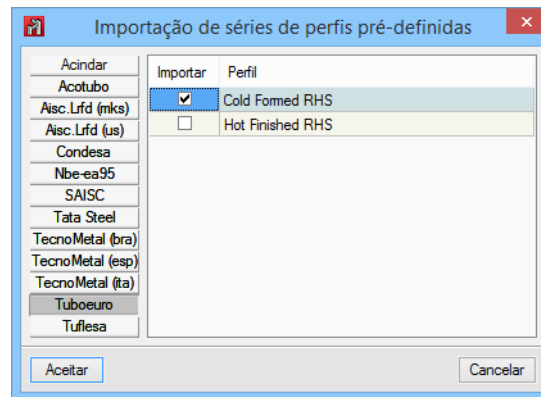 Importação de séries de perfis pré-definidas
Acindar
Acotubo
Aisc.Lrfd (mks)
Aisc.Lrfd (us)
Condesa
Nbe-ea95
SAISC
Tata Steel
TecnoMetal (bra)
TecnoMetal (esp)
TecnoMetal (ita)
Tuboeuro
Tuflesa
Importar Perfil
Cold Formed RHS
Hot Finished RHS
Aceitar
Cancelar